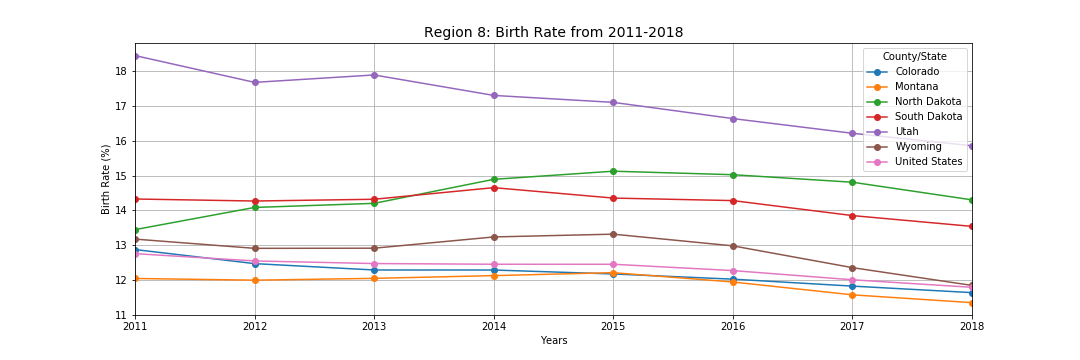 Region 8: Birth Rate from 2011-2018
County/State
Colorado
Montana
North Dakota
South Dakota
Utah
Wyoming
United States
Birth Rate (%)
18
17
16
15
14
13
12
11
2011 2012 2013 2014 2015 2016 2017 2018
Years